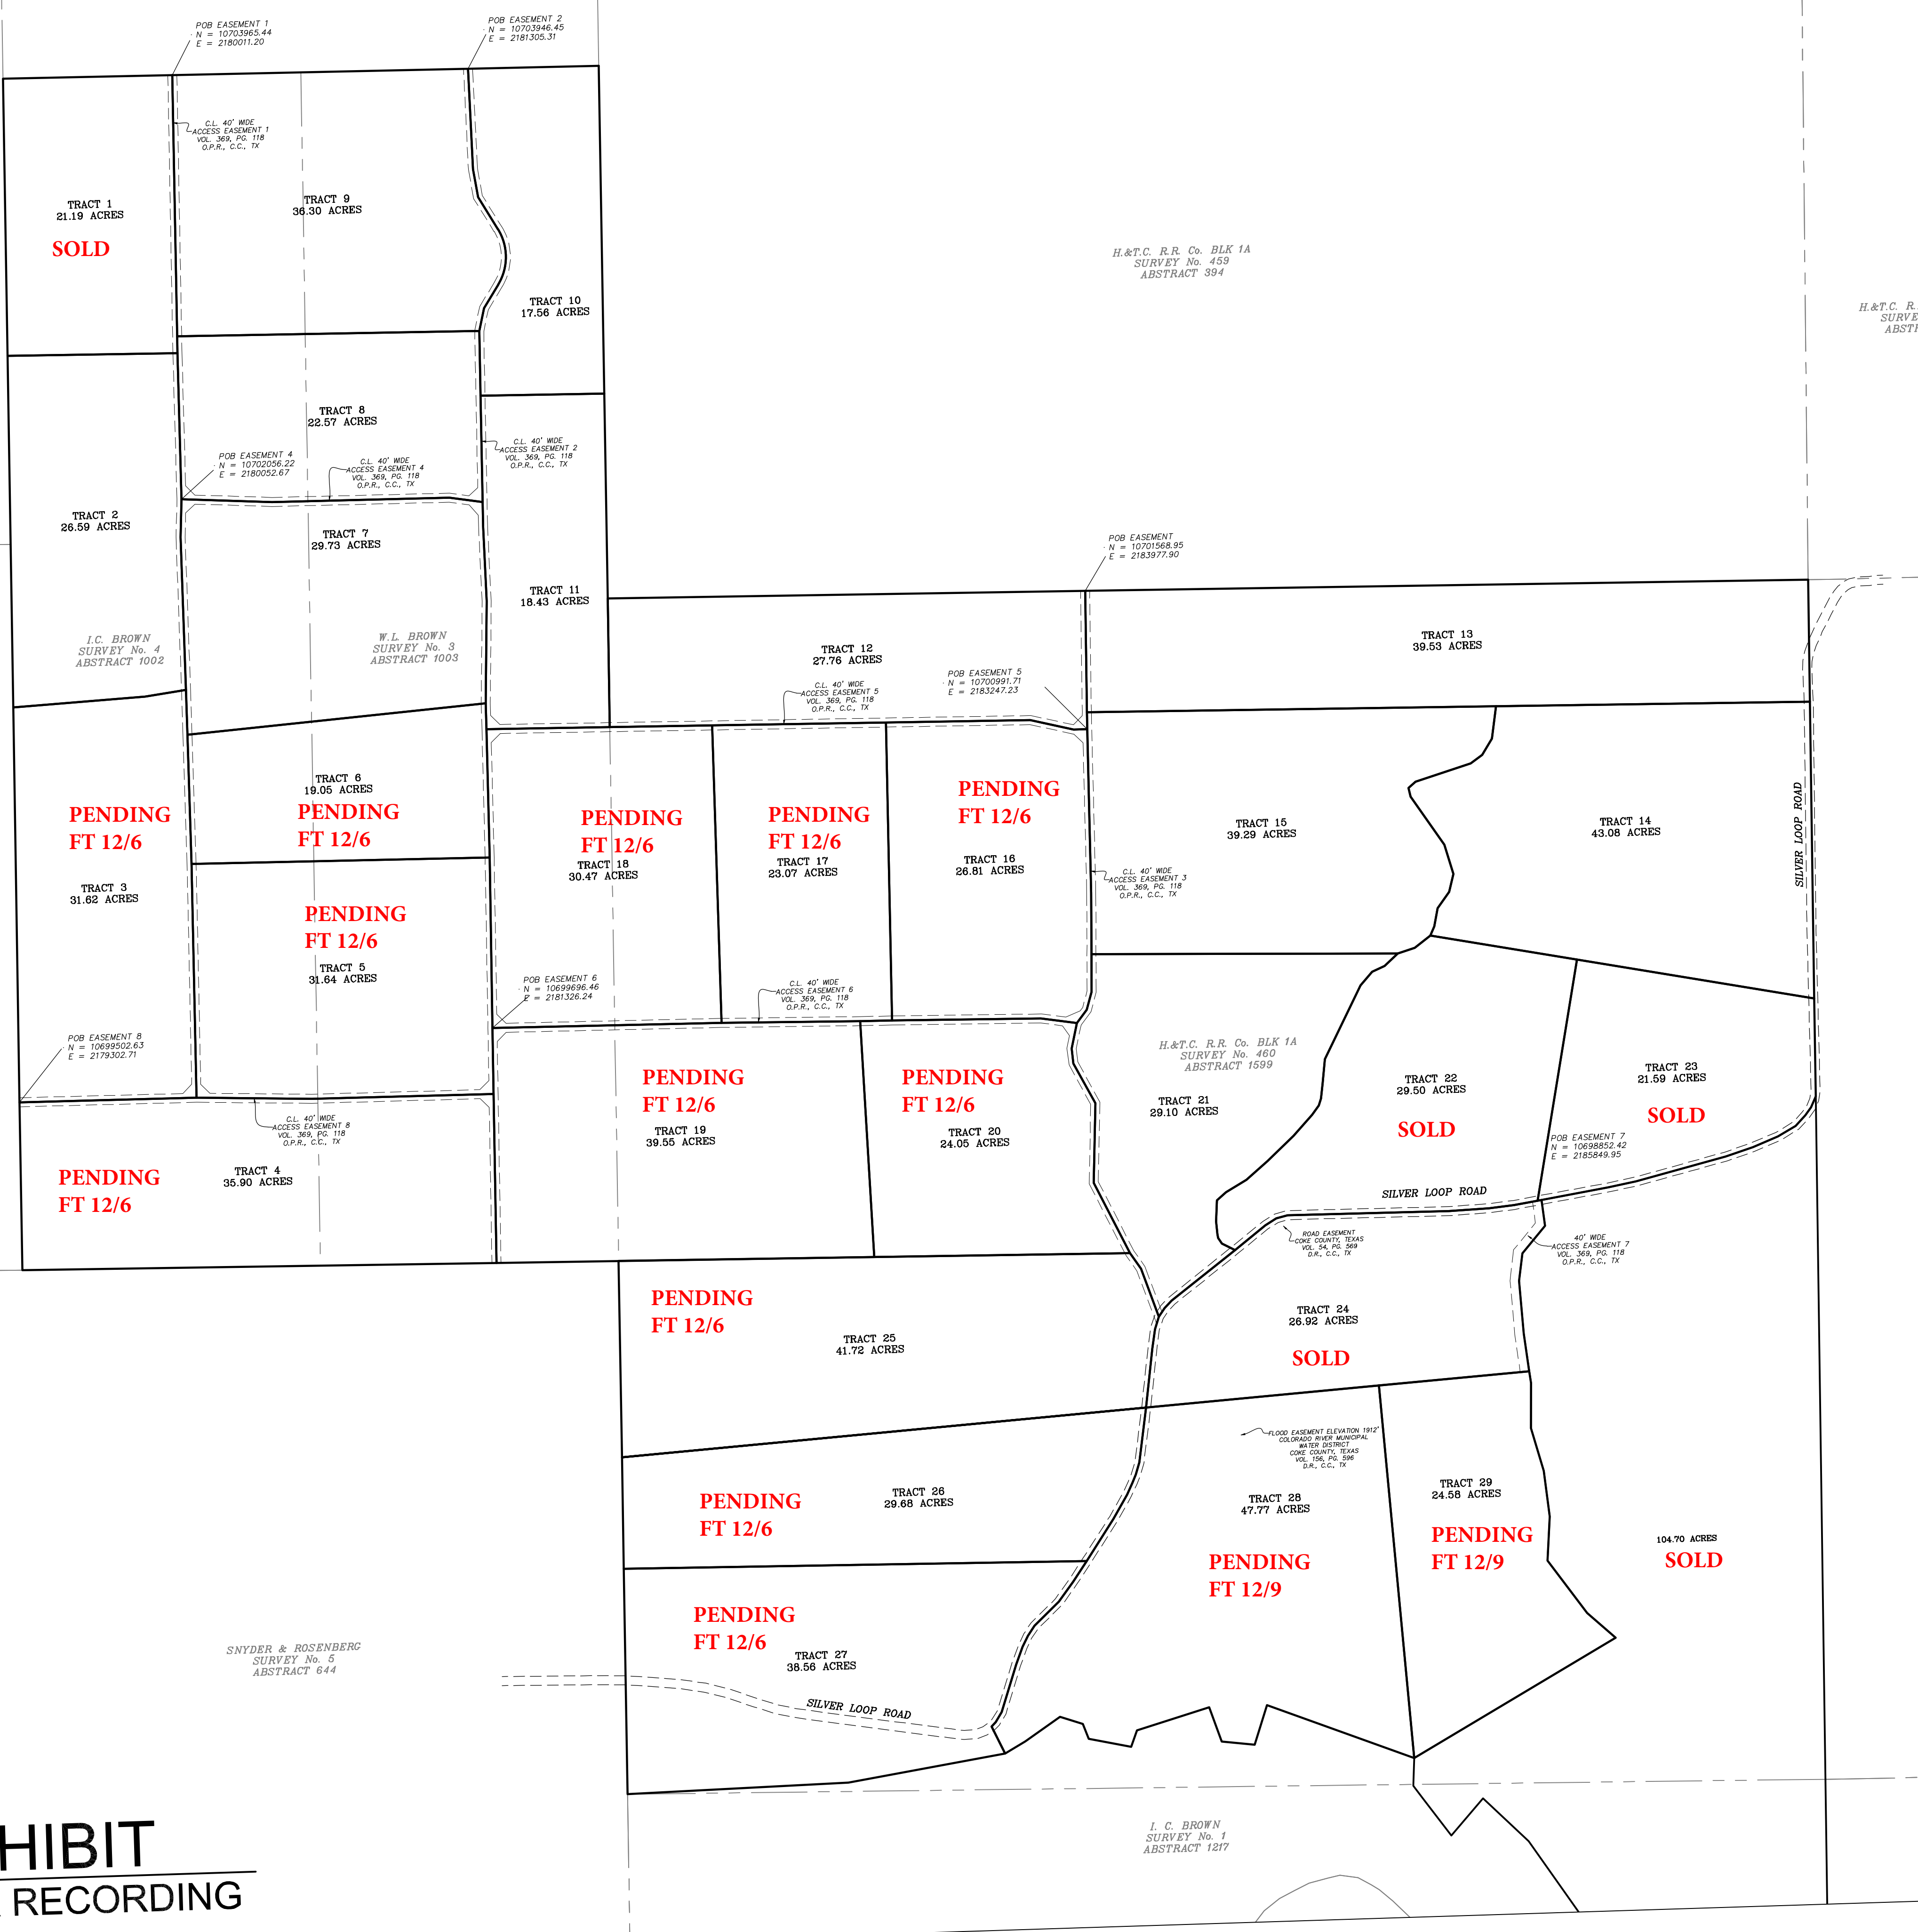 POB EASEMENT 1
N = 10703965.44
E = 2180011.20
POB EASEMENT 2
N = 10703946.45
E = 2181305.31
C.L. 40' WIDE
ACCESS EASEMENT 1
VOL. 369, PG. 118
O.P.R., C.C., TX
TRACT 1
21.19 ACRES
SOLD
TRACT 9
36.30 ACRES
TRACT 10
17.56 ACRES
H.&T.C. R.R. Co. BLK 1A
SURVEY No. 459
ABSTRACT 394
H.&T.C. R.
SURVE
ABST
TRACT 8
22.57 ACRES
POB EASEMENT 4
N = 10702056.22
E = 2180052.67
C.L. 40' WIDE
ACCESS EASEMENT 4
VOL. 369, PG. 118
O.P.R., C.C., TX
C.L. 40' WIDE
ACCESS EASEMENT 2
VOL. 369, PG. 118
O.P.R., C.C., TX
TRACT 2
26.59 ACRES
TRACT 7
29.73 ACRES
TRACT 11
18.43 ACRES
POB EASEMENT
N = 10701568.95
E = 2183977.90
I.C. BROWN
SURVEY No. 4
ABSTRACT 1002
W.L. BROWN
SURVEY No. 3
ABSTRACT 1003
TRACT 12
27.76 ACRES
C.L. 40' WIDE
ACCESS EASEMENT 5
VOL. 369, PG. 118
O.P.R., C.C., TX
POB EASEMENT 5
N = 10700991.71
E = 2183247.23
TRACT 13
39.53 ACRES
PENDING
FT 12/6
TRACT 3
31.62 ACRES
TRACT 6
19.05 ACRES
PENDING
FT 12/6
PENDING
FT 12/6
TRACT 5
31.64 ACRES
PENDING
FT 12/6
TRACT 18
30.47 ACRES
PENDING
FT 12/6
TRACT 17
23.07 ACRES
PENDING
FT 12/6
TRACT 16
26.81 ACRES
C.L. 40' WIDE
ACCESS EASEMENT 3
VOL. 369, PG. 118
O.P.R., C.C., TX
TRACT 15
39.29 ACRES
TRACT 14
43.08 ACRES
SILVER LOOP ROAD
POB EASEMENT 6
N = 10699696.46
E = 2181326.24
C.L. 40' WIDE
ACCESS EASEMENT 6
VOL. 369, PG. 118
O.P.R., C.C., TX
POB EASEMENT 8
N = 10699502.63
E = 2179302.71
C.L. 40' WIDE
ACCESS EASEMENT 8
VOL. 369, PG. 118
O.P.R., C.C., TX
PENDING
FT 12/6
TRACT 4
35.90 ACRES
PENDING
FT 12/6
TRACT 19
39.55 ACRES
PENDING
FT 12/6
TRACT 20
24.05 ACRES
H.&T.C. R.R. Co. BLK 1A
SURVEY No. 460
ABSTRACT 1599
TRACT 21
29.10 ACRES
TRACT 22
29.50 ACRES
SOLD
TRACT 23
21.59 ACRES
SOLD
POB EASEMENT 7
N = 10698852.42
E = 2185849.95
SILVER LOOP ROAD
ROAD EASEMENT
COKE COUNTY, TEXAS
VOL. 54, PG. 569
D.R., C.C., TX
40' WIDE
ACCESS EASEMENT 7
VOL. 369, PG. 118
O.P.R., C.C., TX
PENDING
FT 12/6
TRACT 25
41.72 ACRES
TRACT 24
26.92 ACRES
SOLD
FLOOD EASEMENT ELEVATION 1912'
COLORADO RIVER MUNICIPAL
WATER DISTRICT
COKE COUNTY, TEXAS
VOL. 156, PG. 596
D.R., C.C., TX
PENDING
FT 12/6
TRACT 26
29.68 ACRES
TRACT 28
47.77 ACRES
PENDING
FT 12/9
TRACT 29
24.58 ACRES
PENDING
FT 12/9
104.70 ACRES
SOLD
PENDING
FT 12/6
TRACT 27
38.56 ACRES
SNYDER & ROSENBERG
SURVEY No. 5
ABSTRACT 644
SILVER LOOP ROAD
I. C. BROWN
SURVEY No. 1
ABSTRACT 1217
HIBIT
RECORDING